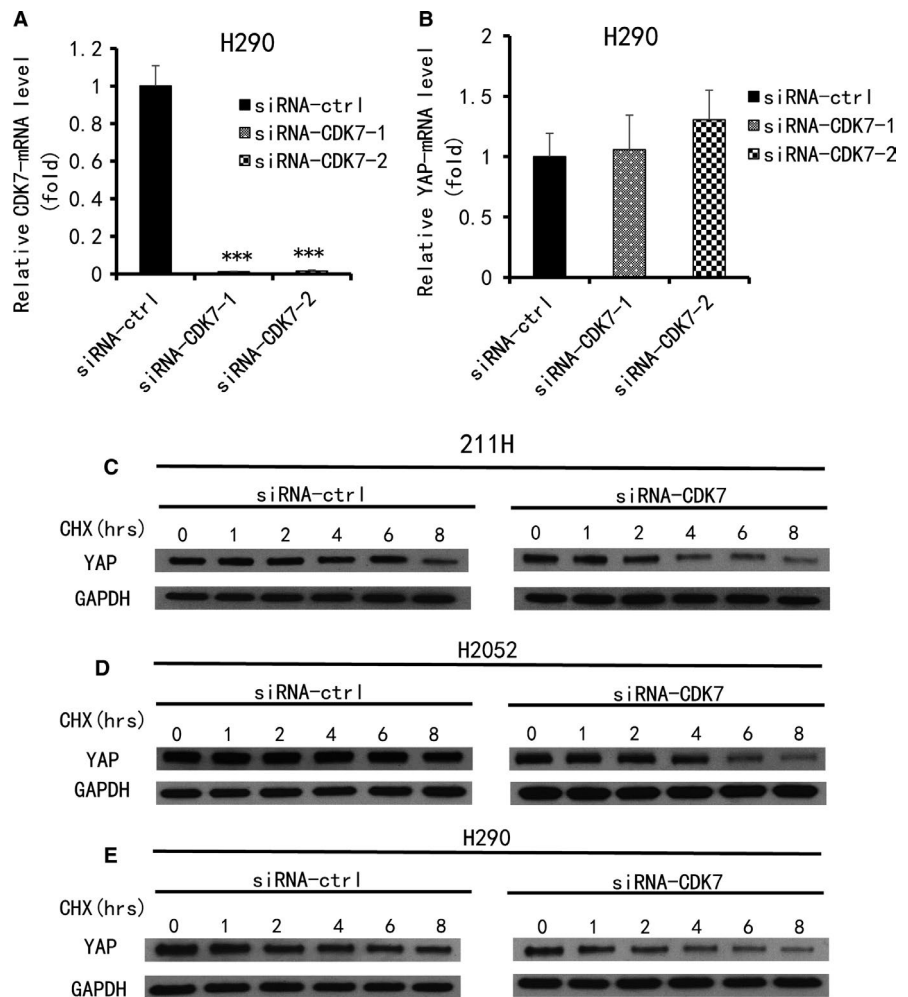 A
H290
Relative CDK7-mRNA level
(fold)
1.2
1
0.8
0.6
0.4
0.2
0
siRNA-ctrl
siRNA-CDK7-1
siRNA-CDK7-2
***
***
siRNA-ctrl
siRNA-CDK7-1
siRNA-CDK7-2
B
H290
Relative YAP-mRNA level
(fold)
2
1.5
1
0.5
0
siRNA-ctrl
siRNA-CDK7-1
siRNA-CDK7-2
siRNA-ctrl
siRNA-CDK7-1
siRNA-CDK7-2
C
211H
siRNA-ctrl siRNA-CDK7
CHX(hrs) 0 1 2 4 6 8 0 1 2 4 6 8
YAP
GAPDH
D
H2052
siRNA-ctrl siRNA-CDK7
CHX(hrs) 0 1 2 4 6 8 0 1 2 4 6 8
YAP
GAPDH
E
H290
siRNA-ctrl siRNA-CDK7
CHX(hrs) 0 1 2 4 6 8 0 1 2 4 6 8
YAP
GAPDH